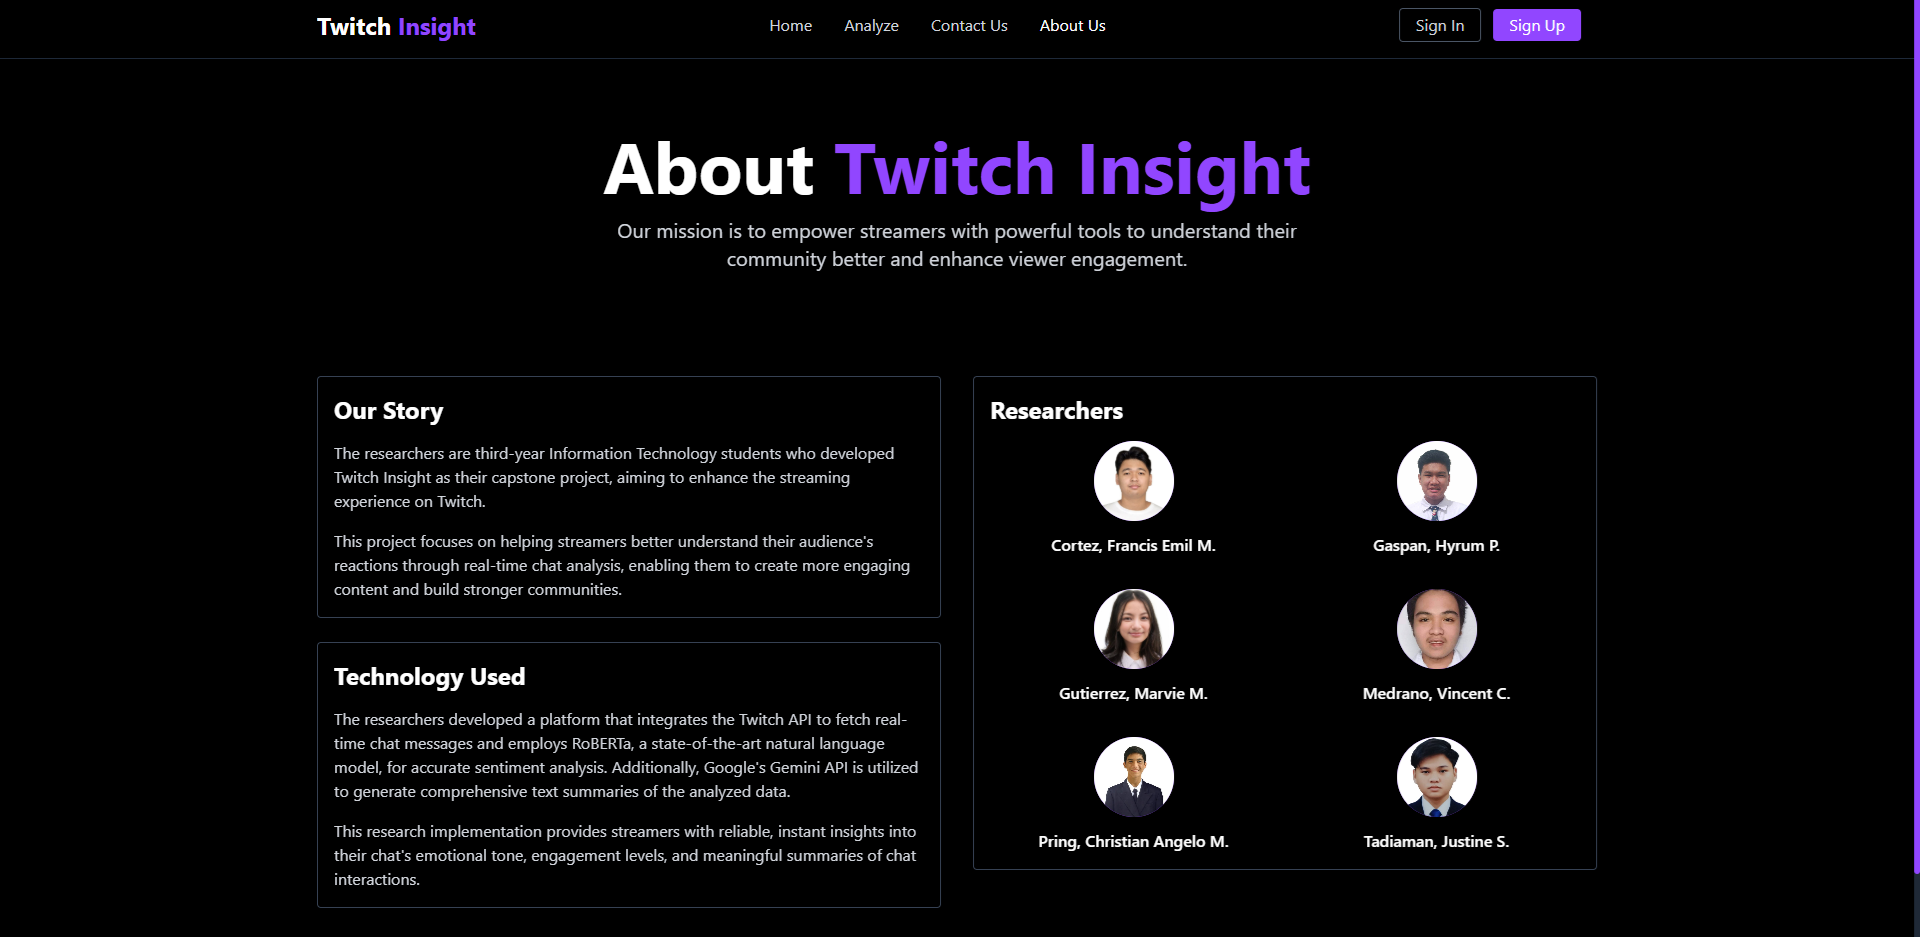 Twitch Insight
Home
Analyze
Contact Us
About Us
Sign In
Sign Up
About Twitch Insight
Our mission is to empower streamers with powerful tools to understand their
community better and enhance viewer engagement.
Our Story
The researchers are third-year Information Technology students who developed
Twitch Insight as their capstone project, aiming to enhance the streaming
experience on Twitch.
This project focuses on helping streamers better understand their audience's
reactions through real-time chat analysis, enabling them to create more engaging
content and build stronger communities.
Technology Used
The researchers developed a platform that integrates the Twitch API to fetch real-
time chat messages and employs RoBERTa, a state-of-the-art natural language
model, for accurate sentiment analysis. Additionally, Google's Gemini API is utilized
to generate comprehensive text summaries of the analyzed data.
This research implementation provides streamers with reliable, instant insights into
their chat's emotional tone, engagement levels, and meaningful summaries of chat
interactions.
Researchers
Cortez, Francis Emil M.
Gaspan, Hyrum P.
Gutierrez, Marvie M.
Medrano, Vincent C.
Pring, Christian Angelo M.
Tadiaman, Justine S.